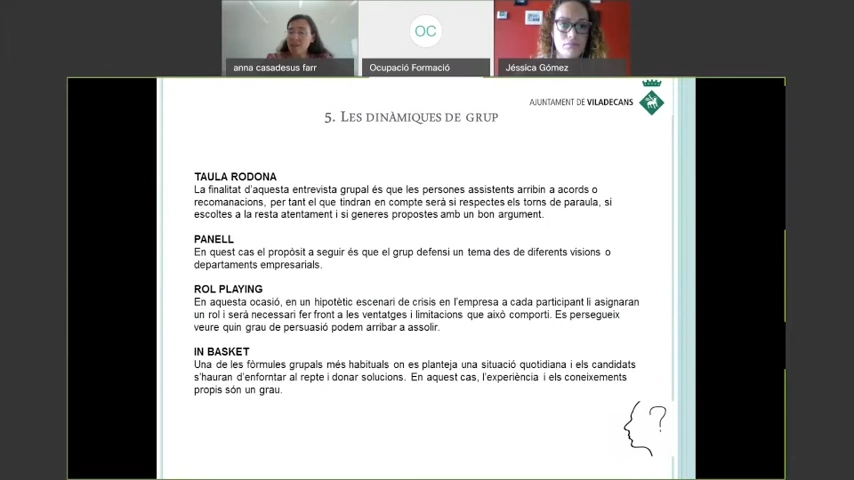 OC
anna casadesus farr
Ocupació Formació
Jéssica Gómez
AJUNTAMENT DE VILADECANS
5. LES DINÀMIQUES DE GRUP
TAULA RODONA
La finalitat d'aquesta entrevista grupal és que les persones assistents arribin a acords o
recomanacions, per tant el que tindran en compte serà si respectes els torns de paraula, si
escoltes a la resta atentament i si generes propostes amb un bon argument.
PANELL
En quest cas el propòsit a seguir és que el grup defensi un tema des de diferents visions o
departaments empresarials.
ROL PLAYING
En aquesta ocasió, en un hipotètic escenari de crisis en l'empresa a cada participant li asignaran
un rol i serà necessari fer front a les ventatges i limitacions que això comporti. Es persegueix
veure quin grau de persuasió podem arribar a assolir.
IN BASKET
Una de les fòrmules grupals més habituals on es planteja una situació quotidiana i els candidats
s'hauran d'enforntar al repte i donar solucions. En aquest cas, l'experiència i els coneixements
propis són un grau.
?